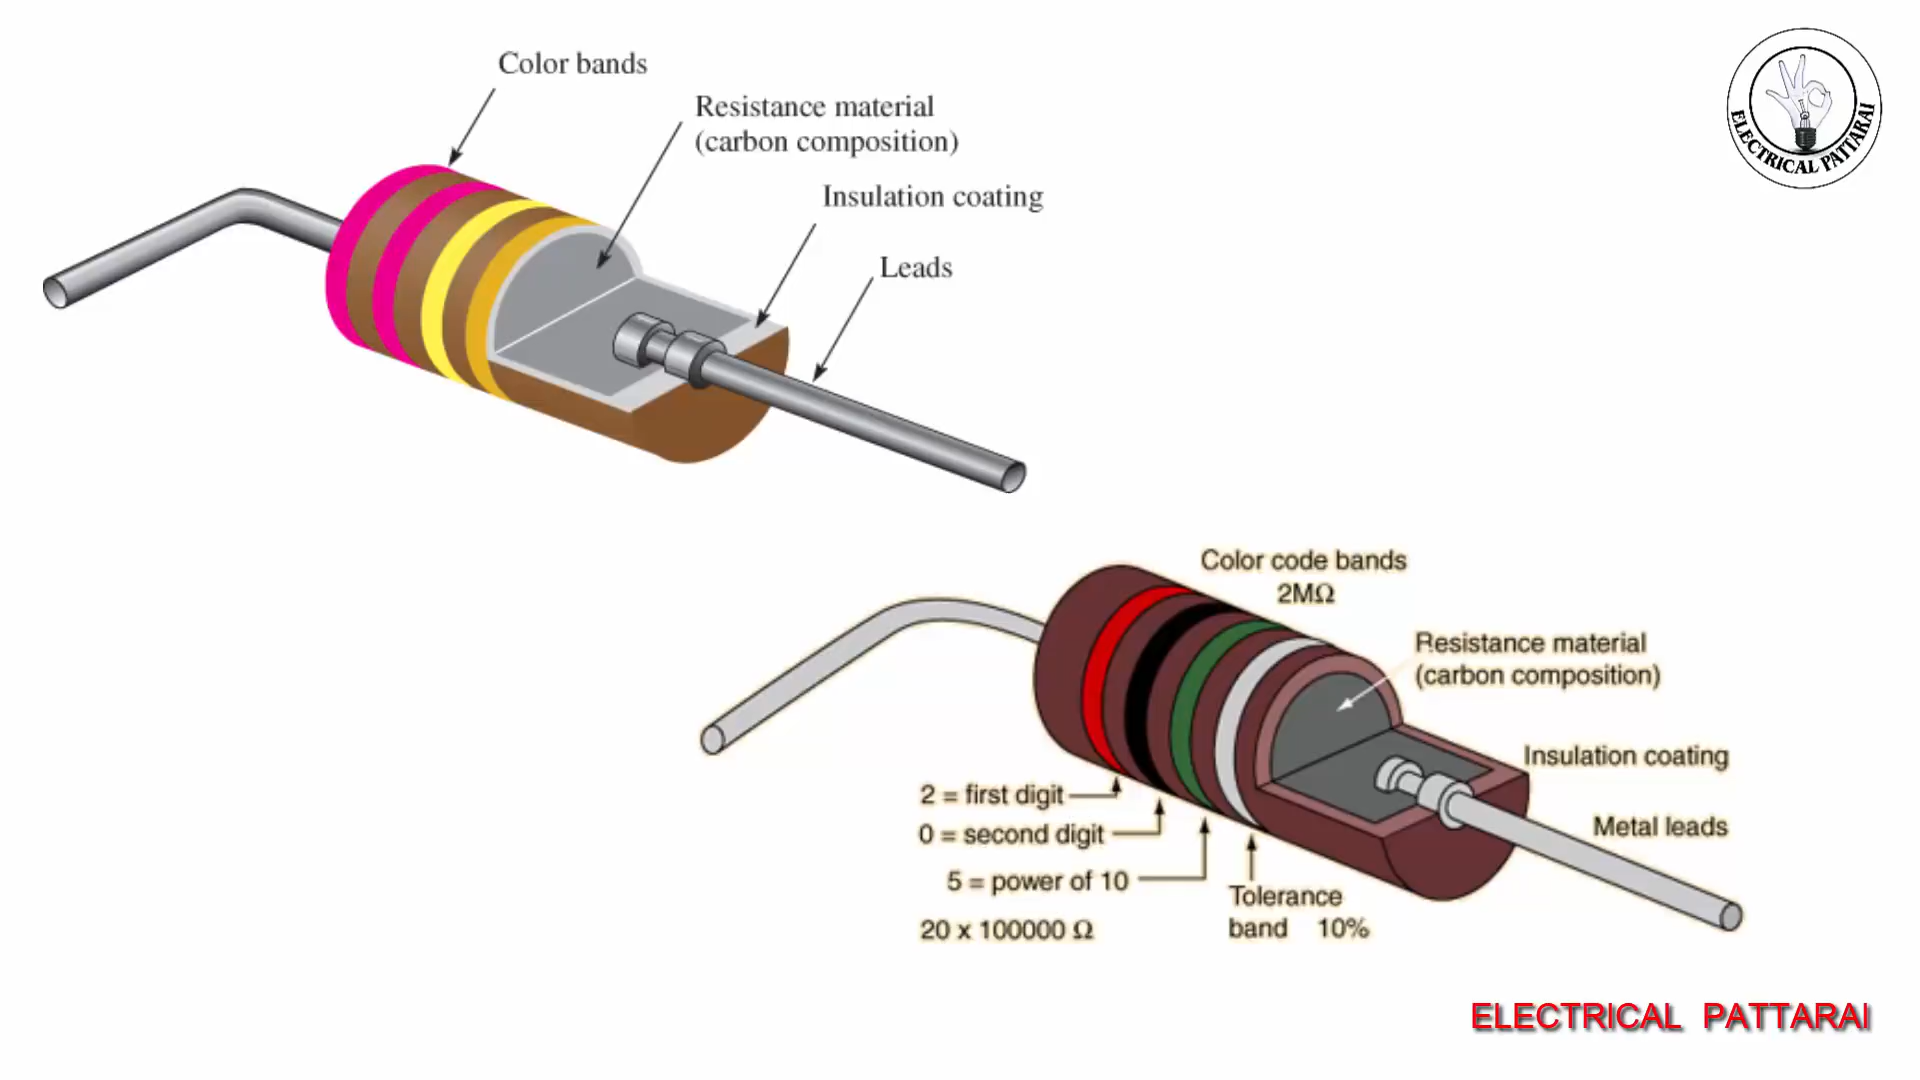 Color bands
Resistance material
(carbon composition)
Insulation coating
Leads
ELECTRICAL PATTARAI
Color code bands
2MΩ
Resistance material
(carbon composition)
Insulation coating
Metal leads
2 = first digit
0 = second digit
5 = power of 10
20 x 100000 Ω
Tolerance
band 10%
ELECTRICAL PATTARAI